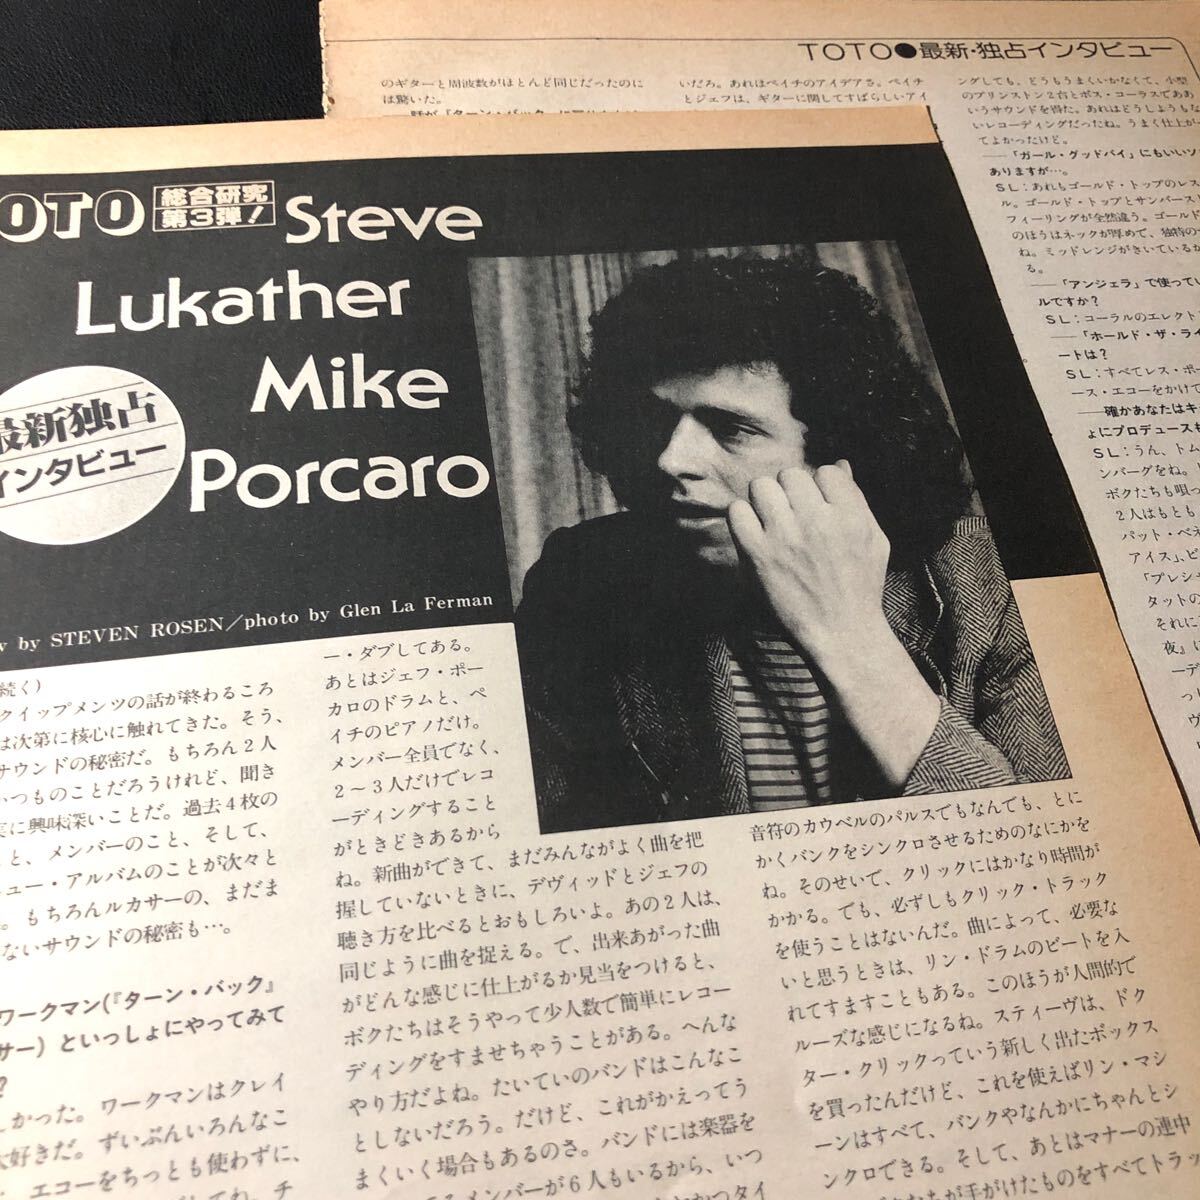 TOTO●最新・独占インタビュー
のギターと周波数がほとんど同じだったのに
は驚いた。
いだろ。あれはペイチのアイデアさ。ペイチ
とジェフは、ギターに関してすばらしいアイ
ングしても、どうもうまくいかなくて、小型
のプリンストン2台とボス・コーラスでああ
いうサウンドを得た。あれはどうしようもな
いレコーディングだったね。うまく仕上が
てよかったけど。
——「ガール・グッドバイ」にもいいソ
ありますが…。
SL：あれもゴールド・トップのレス
ル。ゴールド・トップとサンバース
フィーリングが全然違う。ゴールド
のほうはネックが厚めで、独特の
ね。ミッドレンジがきいているか
る。
——「アンジェラ」で使ってい
ルですか？
SL：コーラルのエレクト
——「ホールド・ザ・ライ
ートは？
SL：すべてレス・ポー
ース・エコーをかけて
——確かあなたはキ
ょにプロデュースも
SL：うん、トム
ンバーグをね。
ボクたちも唄っ
2人はもとも
パット・ベネ
アイス」、ビ
「プレシャ
タットの
それに
夜』に
ーデ
っし
ヴ
OTO
総合研究
第3弾！
Steve
Lukather
Mike
Porcaro
最新独占
インタビュー
w by STEVEN ROSEN／photo by Glen La Ferman
続く)
クイップメンツの話が終わるころ
は次第に核心に触れてきた。そう、
サウンドの秘密だ。もちろん2人
かつものことだろうけれど、聞き
実に興味深いことだ。過去4枚の
と、メンバーのこと、そして、
ュー・アルバムのことが次々と
。もちろんルカサーの、まだま
ないサウンドの秘密も…。
ワークマン(『ターン・バック』
サー）といっしょにやってみて
？
しかった。ワークマンはクレイ
大好きだ。ずいぶんいろんなこ
、エコーをちっとも使わずに、
ー・ダブしてある。
あとはジェフ・ポー
カロのドラムと、ペ
イチのピアノだけ。
メンバー全員でなく、
2～3人だけでレコ
ーディングすること
がときどきあるから
ね。新曲ができて、まだみんながよく曲を把
握していないときに、デヴィッドとジェフの
聴き方を比べるとおもしろいよ。あの2人は、
同じように曲を捉える。で、出来あがった曲
がどんな感じに仕上がるか見当をつけると、
ボクたちはそうやって少人数で簡単にレコー
ディングをすませちゃうことがある。へんな
やり方だよね。たいていのバンドはこんなこ
としないだろう。だけど、これがかえってう
まくいく場合もあるのさ。バンドには楽器を
るメンバーが6人もいるから、いつ
音符のカウベルのパルスでもなんでも、とに
かくバンクをシンクロさせるためのなにかを
ね。そのせいで、クリックにはかなり時間が
かかる。でも、必ずしもクリック・トラック
を使うことはないんだ。曲によって、必要な
いと思うときは、リン・ドラムのビートを入
れてすますこともある。このほうが人間的で
ルーズな感じになるね。スティーヴは、ドク
ター・クリックっていう新しく出たボックス
を買ったんだけど、これを使えばリン・マシ
ーンはすべて、バンクやなんかにちゃんとシ
ンクロできる。そして、あとはマナーの連中
たちが手がけたものをすべてトラッ